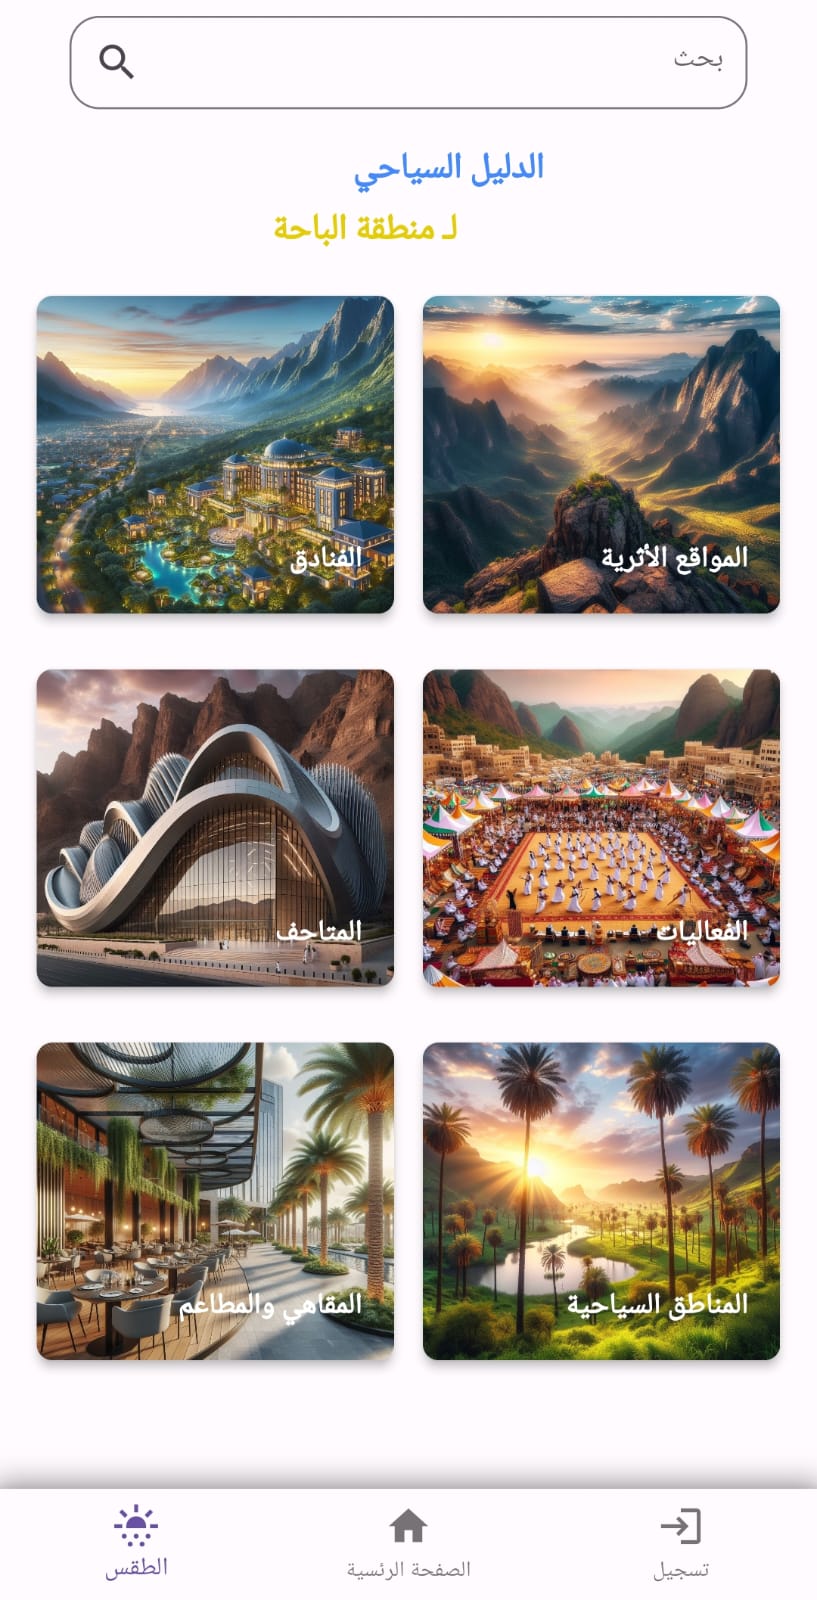 بحث
الدليل السياحي
لـ منطقة الباحة
المواقع الأثرية
الفنادق
الفعاليات
المتاحف
المناطق السياحية
المقاهي والمطاعم
تسجيل
الصفحة الرئسية
الطقس